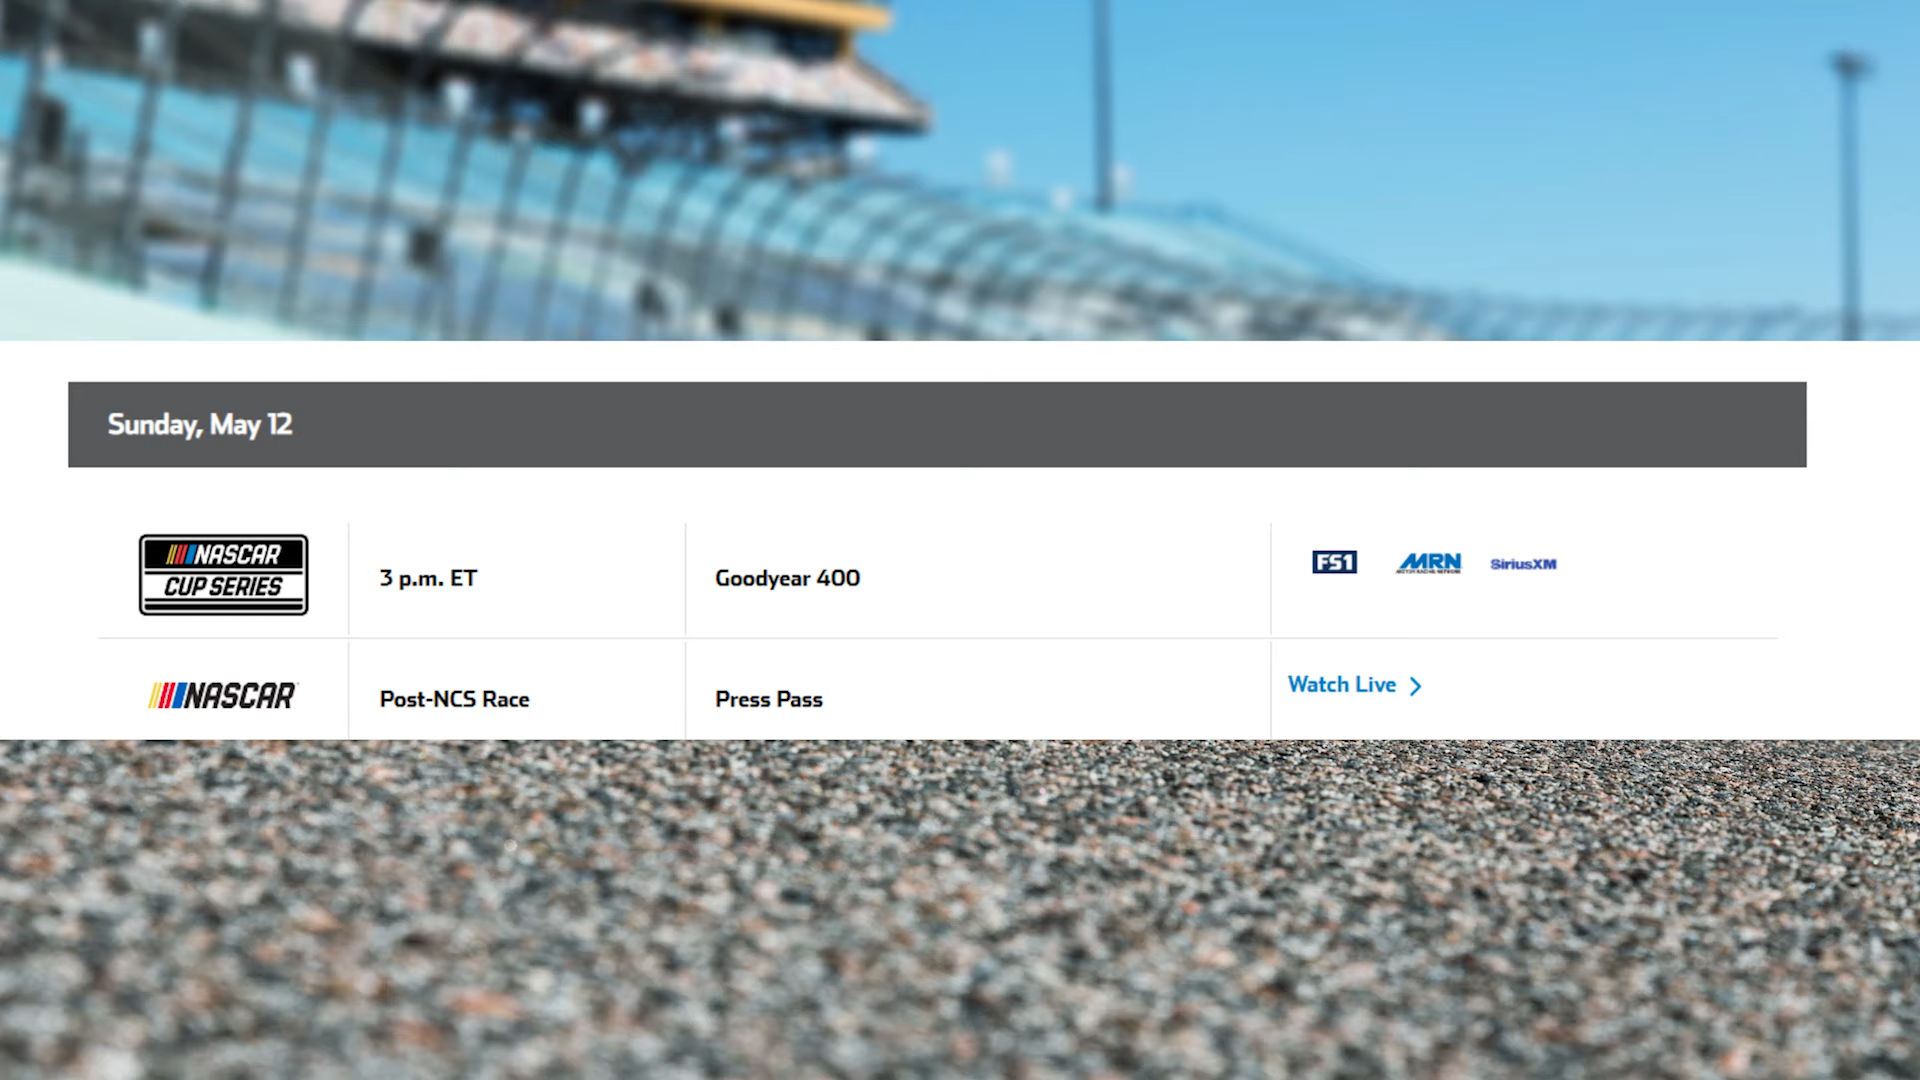 Sunday, May 12
NASCAR
CUP SERIES
3 p.m. ET
Goodyear 400
FS1
MRN
SiriusXM
NASCAR
Post-NCS Race
Press Pass
Watch Live